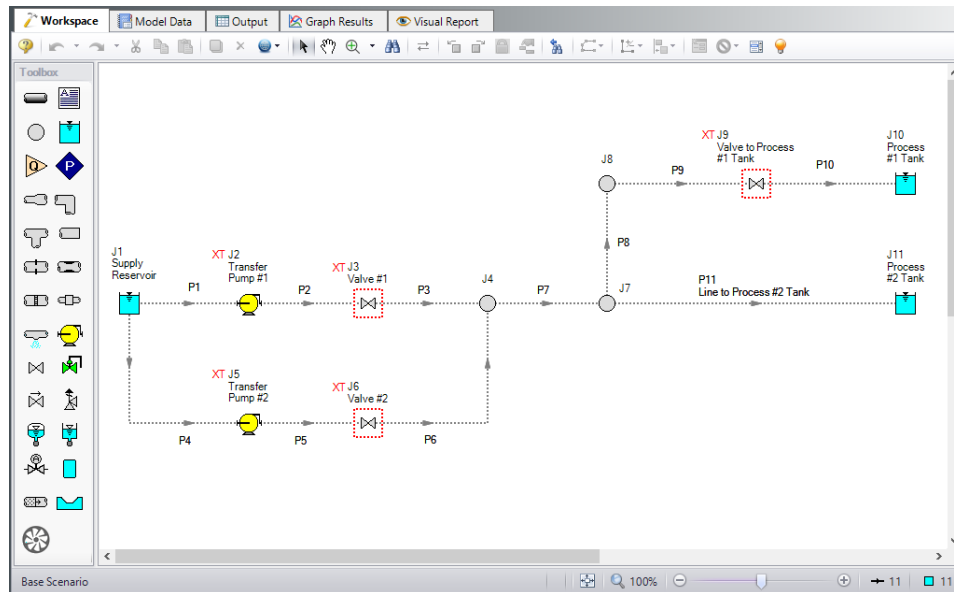 Workspace
Model Data
Output
Graph Results
Visual Report
Toolbox
A
Q
P
XT J9
Valve to Process
#1 Tank
J10
Process
#1 Tank
J8
P9
P10
P8
J1
Supply
Reservoir
XT J2
Transfer
Pump #1
XT J3
Valve #1
J4
J7
P11
Line to Process #2 Tank
J11
Process
#2 Tank
P1
P2
P3
P7
XT J5
Transfer
Pump #2
XT J6
Valve #2
P4
P5
P6
Base Scenario
100%
11
11